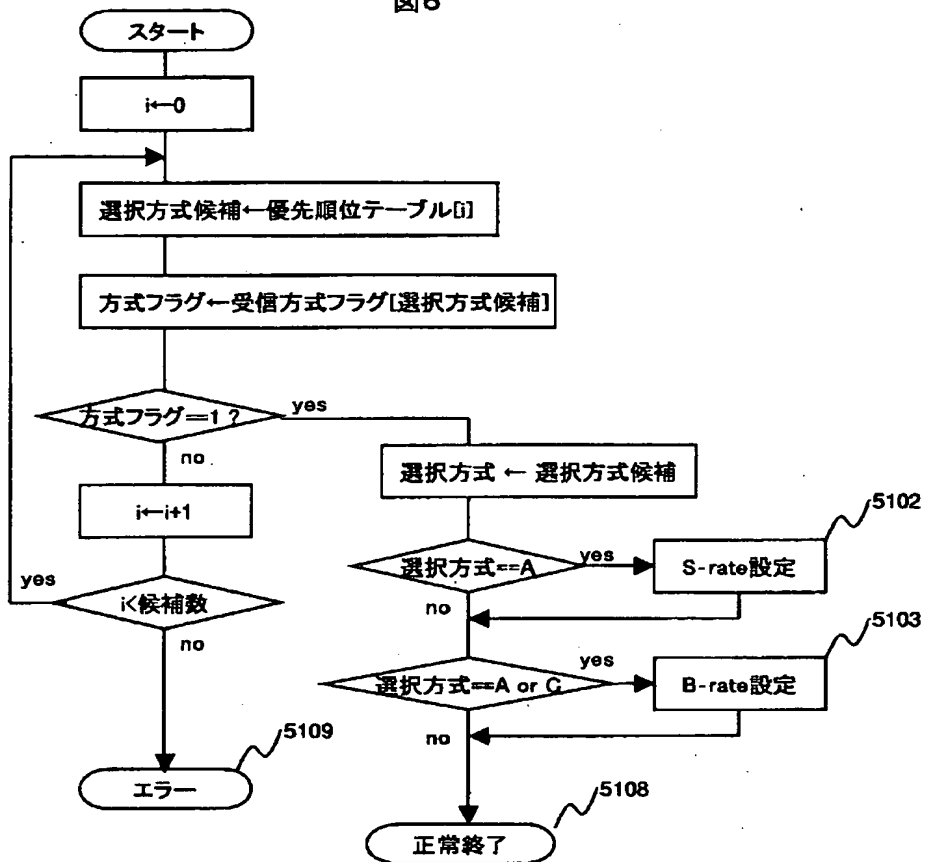 図6
スタート
i←0
選択方式候補←優先順位テーブル[i]
方式フラグ←受信方式フラグ[選択方式候補]
方式フラグ==1 ?
yes
no
i←i+1
i<候補数
yes
no
5109
エラー
選択方式 ← 選択方式候補
選択方式==A
yes
no
5102
S-rate設定
選択方式==A or C
yes
no
5103
B-rate設定
5108
正常終了